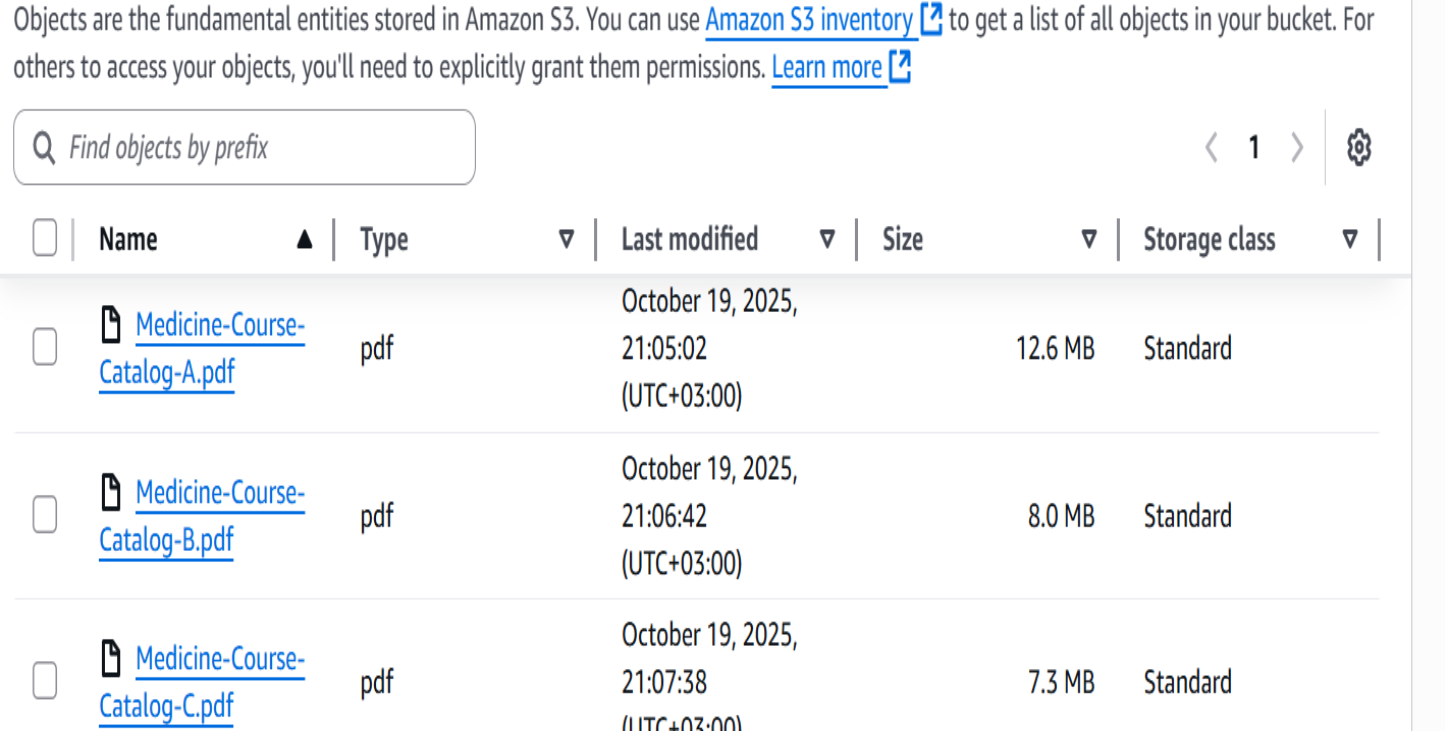 Objects are the fundamental entities stored in Amazon S3. You can use Amazon S3 inventory to get a list of all objects in your bucket. For
others to access your objects, you'll need to explicitly grant them permissions. Learn more
Find objects by prefix
1
Name Type Last modified Size Storage class
Medicine-Course-
Catalog-A.pdf
pdf
October 19, 2025,
21:05:02
(UTC+03:00)
12.6 MB
Standard
Medicine-Course-
Catalog-B.pdf
pdf
October 19, 2025,
21:06:42
(UTC+03:00)
8.0 MB
Standard
Medicine-Course-
Catalog-C.pdf
pdf
October 19, 2025,
21:07:38
(UTC+03:00)
7.3 MB
Standard